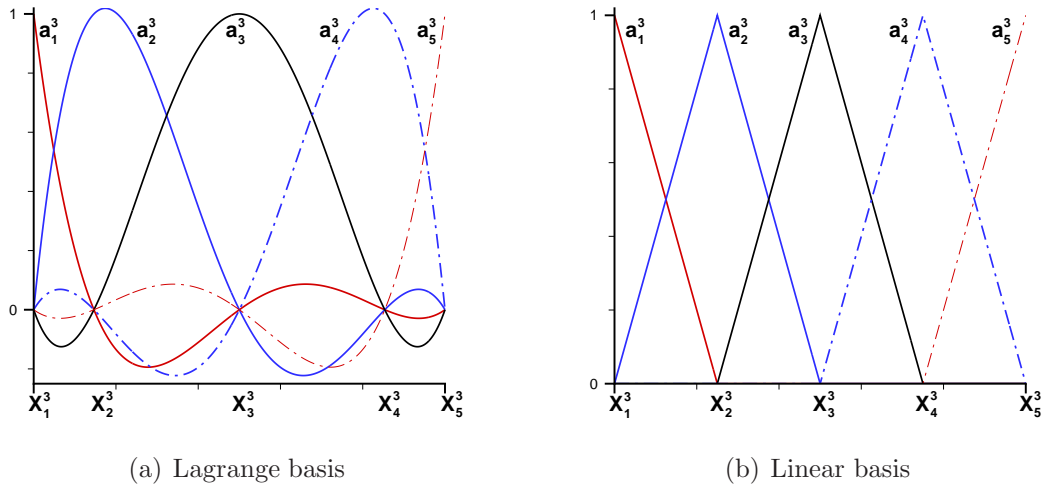 1
a₁³ a₂³ a₃³ a₄³ a₅³
0
X₁³ X₂³ X₃³ X₄³ X₅³
(a) Lagrange basis
1
a₁³ a₂³ a₃³ a₄³ a₅³
0
X₁³ X₂³ X₃³ X₄³ X₅³
(b) Linear basis